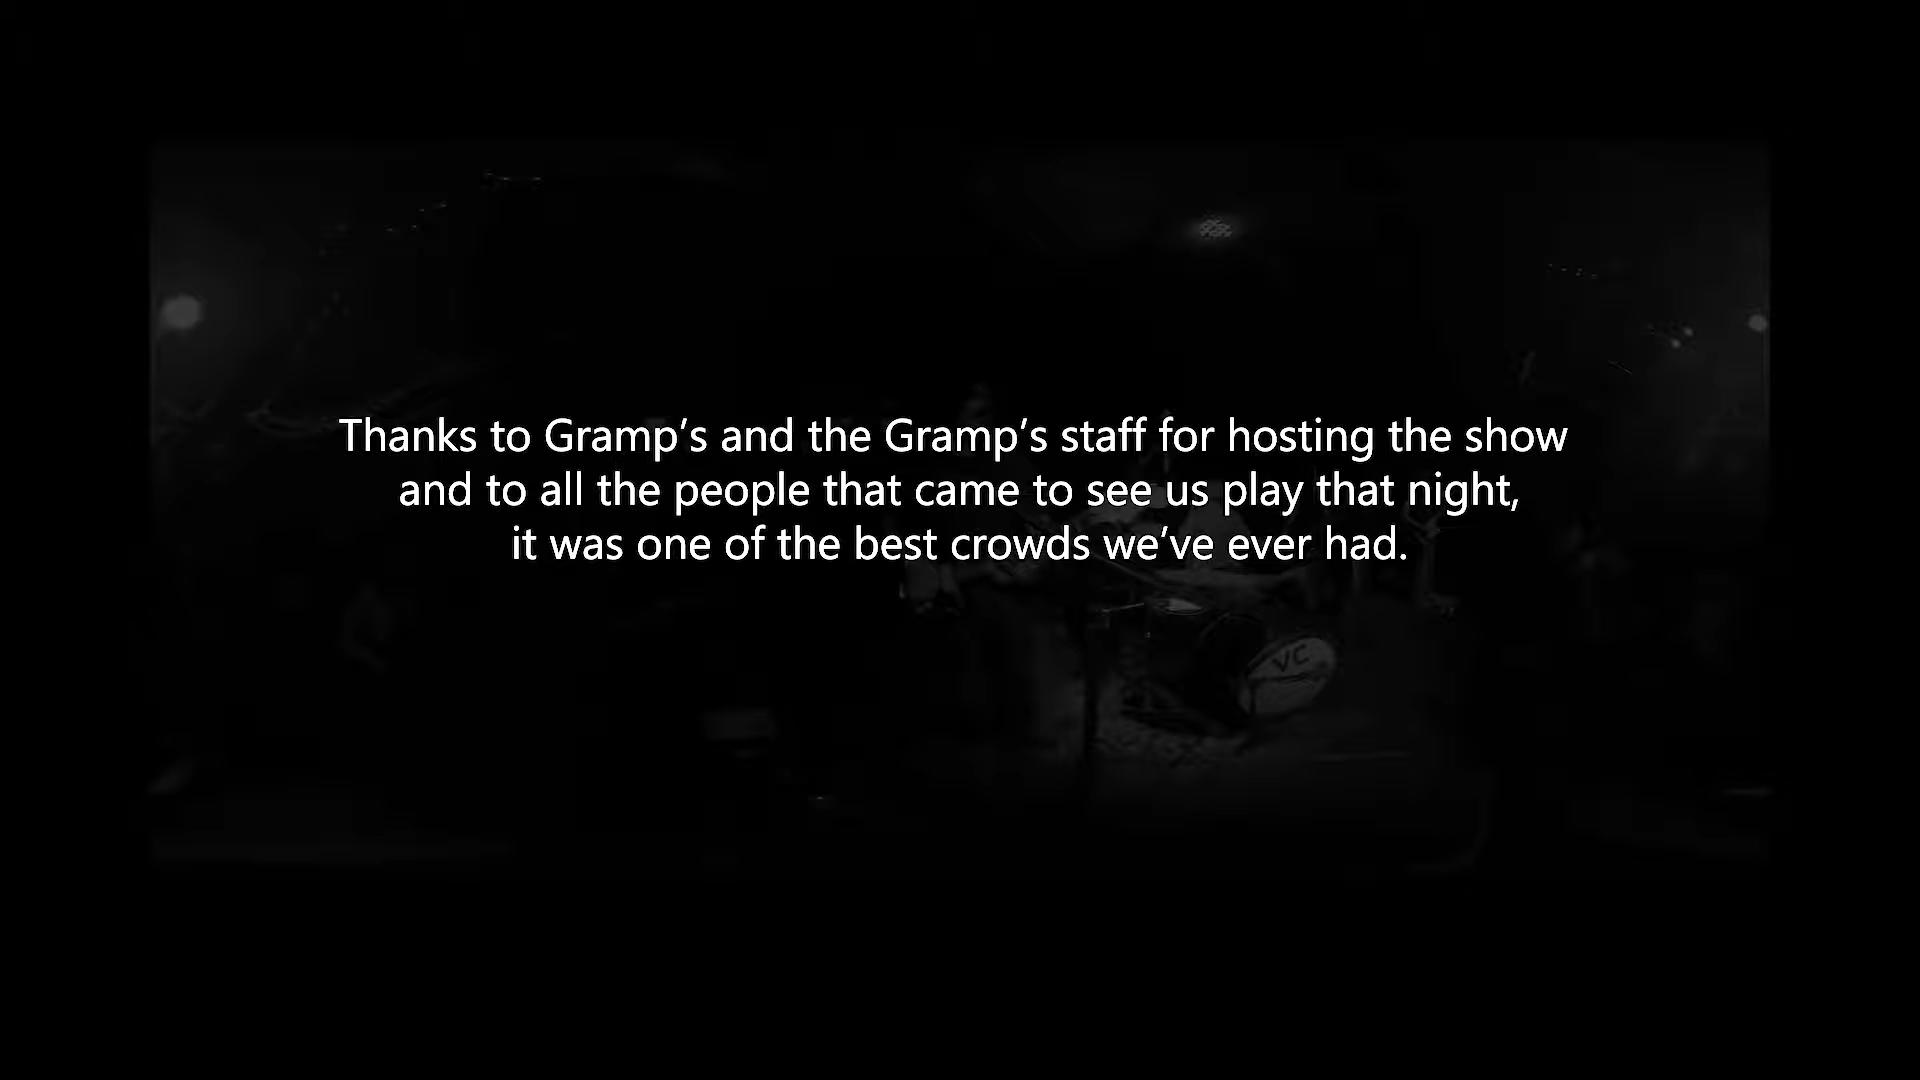 Thanks to Gramp’s and the Gramp’s staff for hosting the show
and to all the people that came to see us play that night,
it was one of the best crowds we’ve ever had.
VC